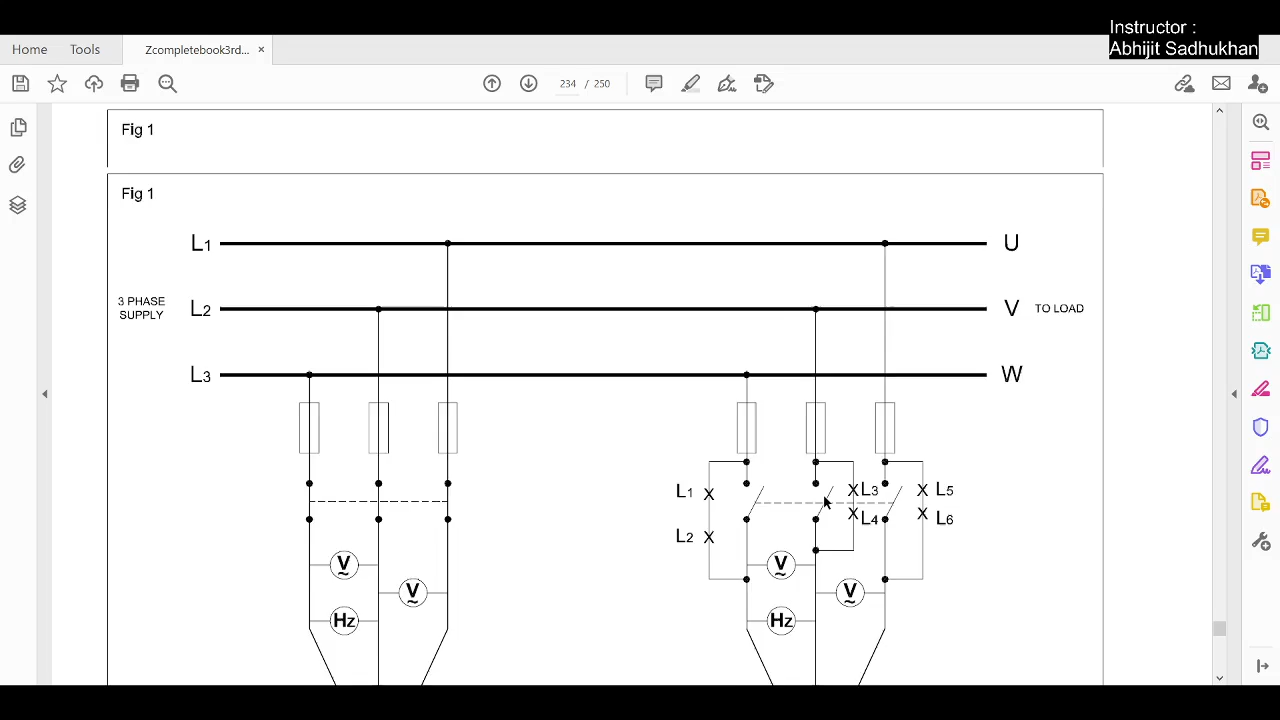 Instructor :
Abhijit Sadhukhan
Home
Tools
Zcompletebook3rd... ×
234 / 250
Fig 1
Fig 1
L1
U
3 PHASE
SUPPLY
L2
V
TO LOAD
L3
W
L1
L3
L5
L2
L4
L6
V
~
V
~
V
~
V
~
Hz
Hz